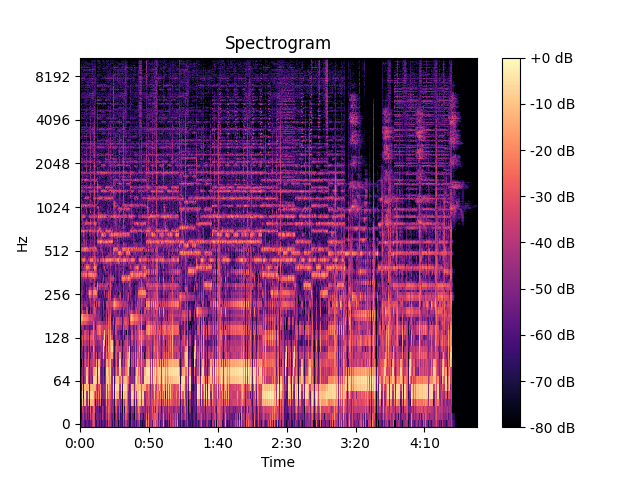 Spectrogram
Hz
8192
4096
2048
1024
512
256
128
64
0
0:00 0:50 1:40 2:30 3:20 4:10
Time
+0 dB
-10 dB
-20 dB
-30 dB
-40 dB
-50 dB
-60 dB
-70 dB
-80 dB